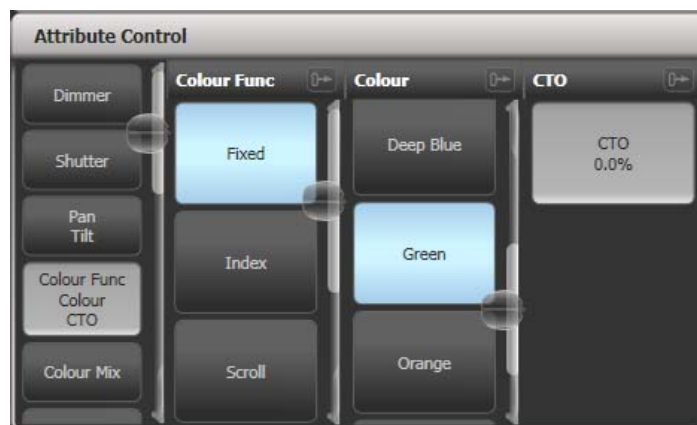 Attribute Control
Dimmer
Shutter
Pan
Tilt
Colour Func
Colour
CTO
Colour Mix
Colour Func
Fixed
Index
Scroll
Colour
Deep Blue
Green
Orange
CTO
CTO
0.0%